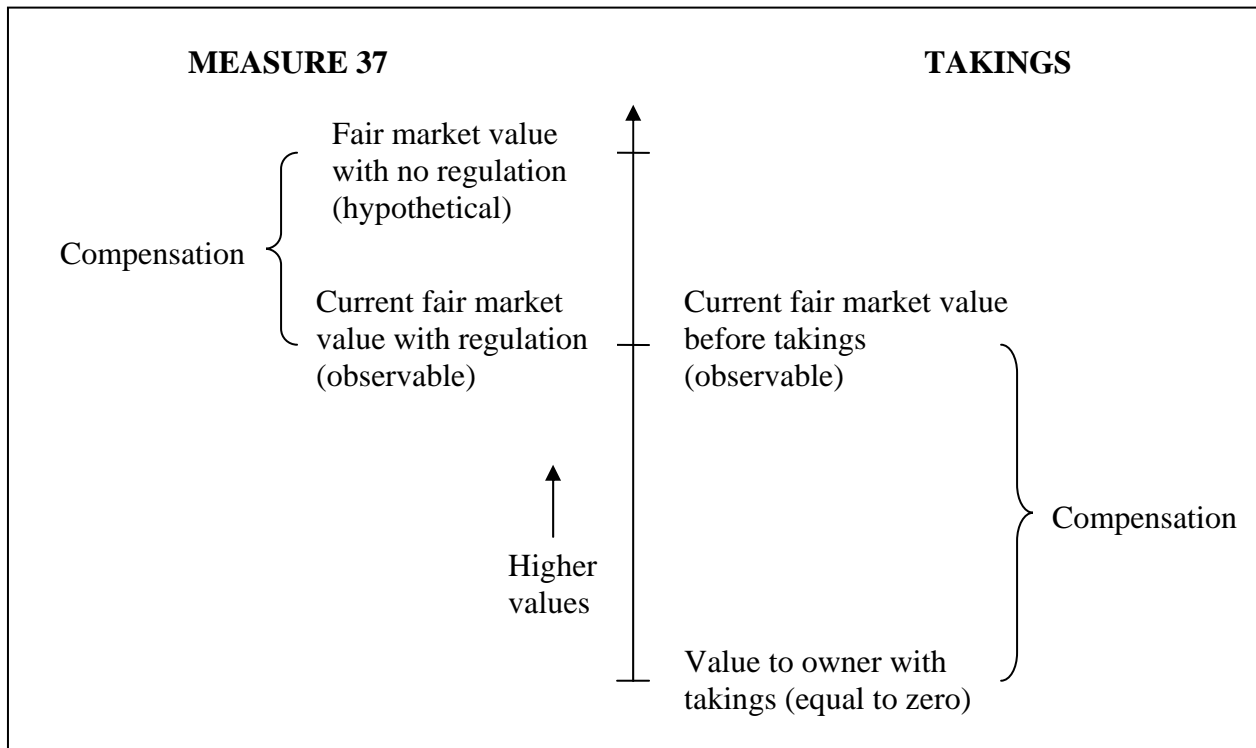 MEASURE 37
TAKINGS
Fair market value
with no regulation
(hypothetical)
Compensation
Current fair market
value with regulation
(observable)
Current fair market value
before takings
(observable)
Compensation
Higher
values
Value to owner with
takings (equal to zero)